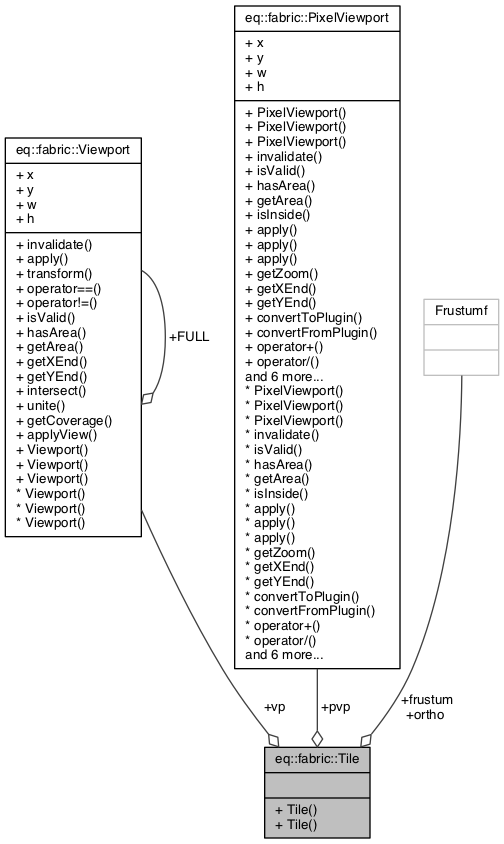 eq::fabric::PixelViewport
+ x
+ y
+ w
+ h
+ PixelViewport()
+ PixelViewport()
+ PixelViewport()
+ invalidate()
+ isValid()
+ hasArea()
+ getArea()
+ isInside()
+ apply()
+ apply()
+ apply()
+ getZoom()
+ getXEnd()
+ getYEnd()
+ convertToPlugin()
+ convertFromPlugin()
+ operator+()
+ operator/()
and 6 more...
* PixelViewport()
* PixelViewport()
* PixelViewport()
* invalidate()
* isValid()
* hasArea()
* getArea()
* isInside()
* apply()
* apply()
* apply()
* getZoom()
* getXEnd()
* getYEnd()
* convertToPlugin()
* convertFromPlugin()
* operator+()
* operator/()
and 6 more...
eq::fabric::Viewport
+ x
+ y
+ w
+ h
+ invalidate()
+ apply()
+ transform()
+ operator==()
+ operator!=()
+ isValid()
+ hasArea()
+ getArea()
+ getXEnd()
+ getYEnd()
+ intersect()
+ unite()
+ getCoverage()
+ applyView()
+ Viewport()
+ Viewport()
+ Viewport()
* Viewport()
* Viewport()
* Viewport()
+FULL
Frustumf
+vp
+pvp
+frustum
+ortho
eq::fabric::Tile
+ Tile()
+ Tile()